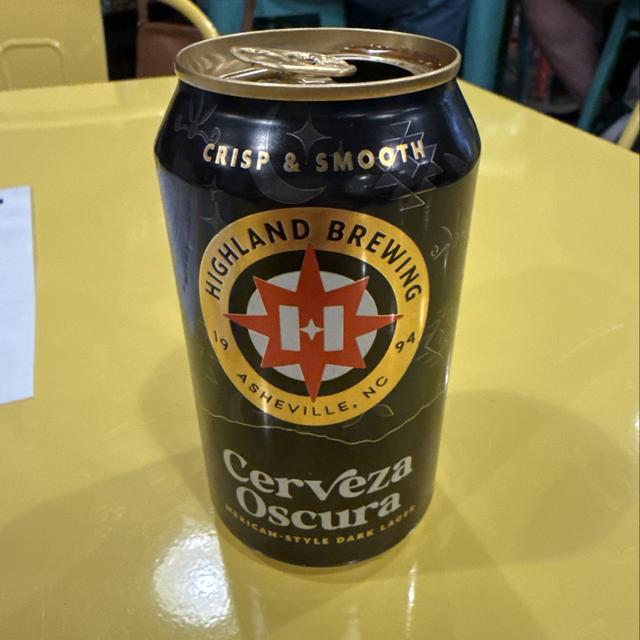 CRISP & SMOOTH
HIGHLAND BREWING
19 94
H
ASHEVILLE, NC
Cerveza
Oscura
MEXICAN-STYLE DARK LAGER